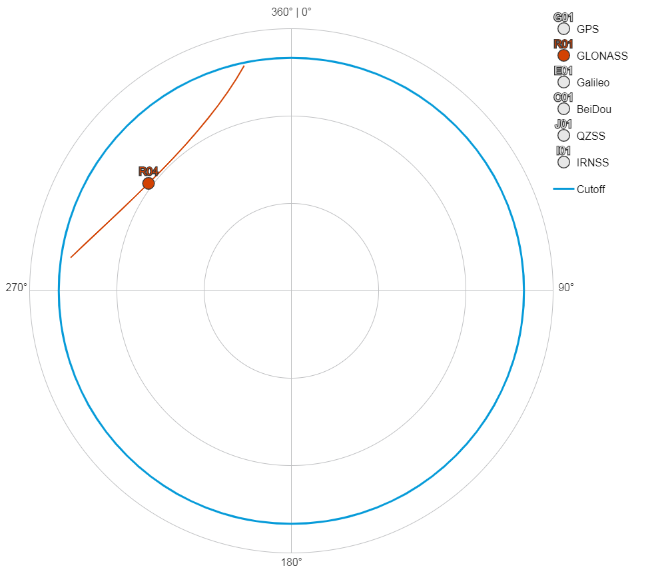 360° | 0°
G01
GPS
R01
GLONASS
E01
Galileo
C01
BeiDou
J01
QZSS
I01
IRNSS
Cutoff
R04
270°
90°
180°